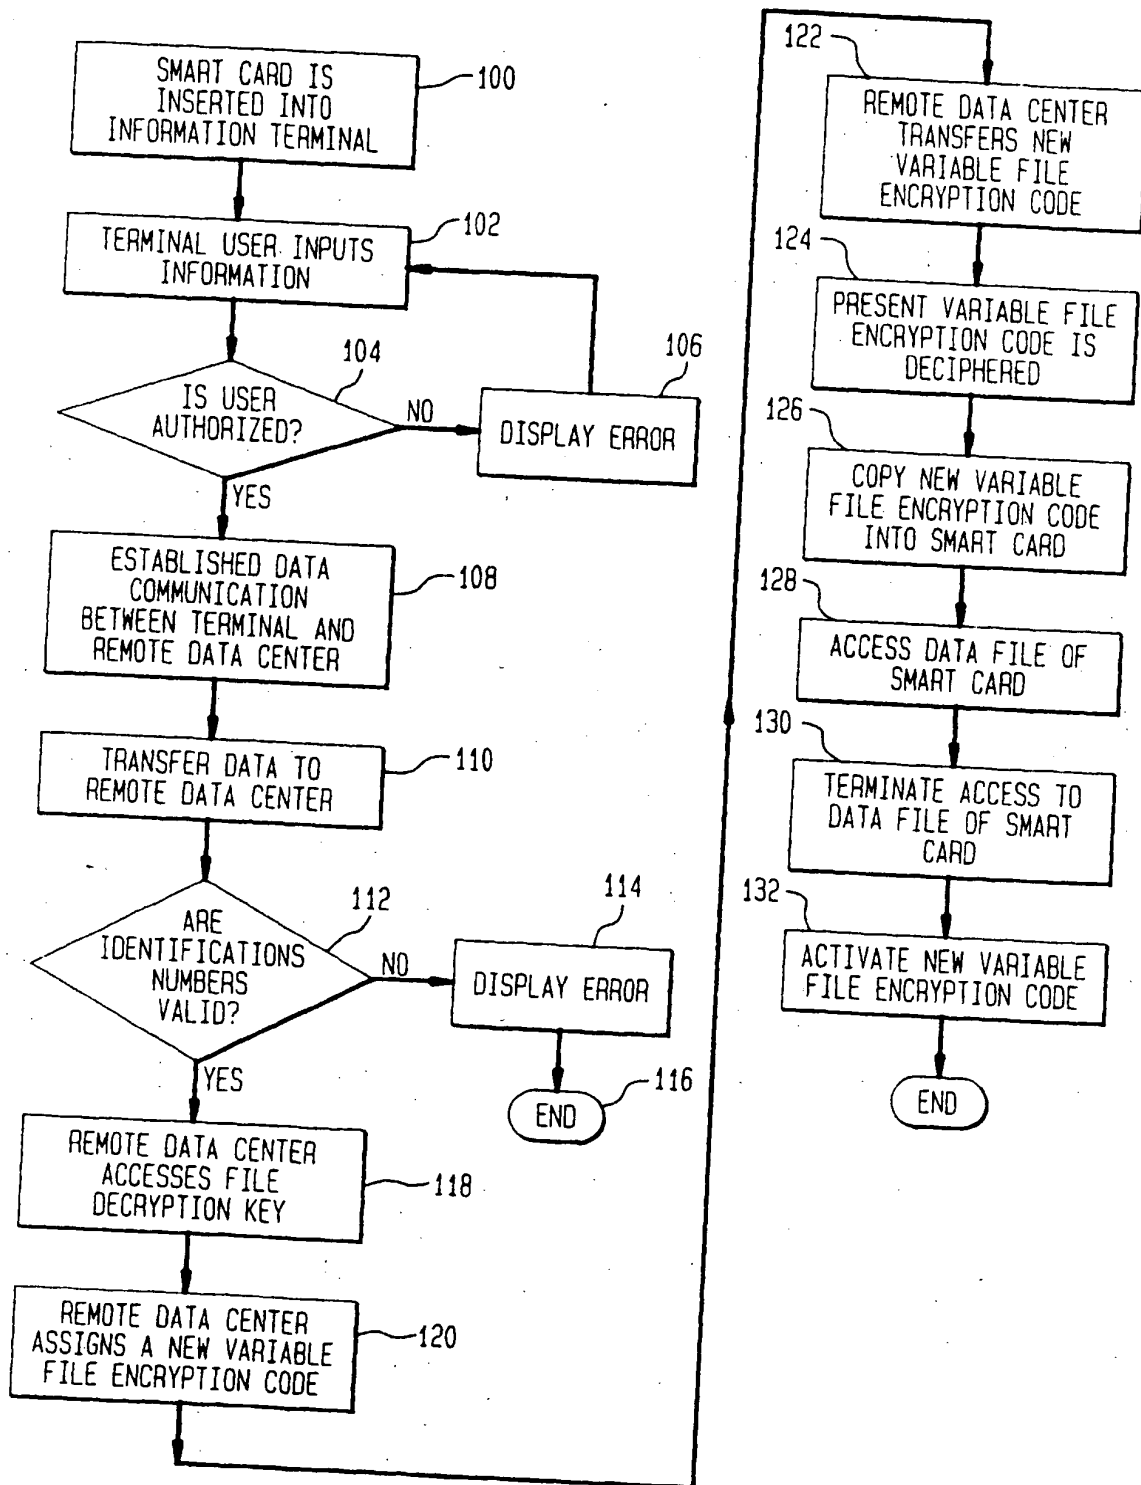 SMART CARD IS
INSERTED INTO
INFORMATION TERMINAL
100
TERMINAL USER INPUTS
INFORMATION
102
IS USER
AUTHORIZED?
104
NO
DISPLAY ERROR
106
YES
ESTABLISHED DATA
COMMUNICATION
BETWEEN TERMINAL AND
REMOTE DATA CENTER
108
TRANSFER DATA TO
REMOTE DATA CENTER
110
ARE
IDENTIFICATIONS
NUMBERS
VALID?
112
NO
DISPLAY ERROR
114
END
116
YES
REMOTE DATA CENTER
ACCESSES FILE
DECRYPTION KEY
118
REMOTE DATA CENTER
ASSIGNS A NEW VARIABLE
FILE ENCRYPTION CODE
120
122
REMOTE DATA CENTER
TRANSFERS NEW
VARIABLE FILE
ENCRYPTION CODE
124
PRESENT VARIABLE FILE
ENCRYPTION CODE IS
DECIPHERED
126
COPY NEW VARIABLE
FILE ENCRYPTION CODE
INTO SMART CARD
128
ACCESS DATA FILE OF
SMART CARD
130
TERMINATE ACCESS TO
DATA FILE OF SMART
CARD
132
ACTIVATE NEW VARIABLE
FILE ENCRYPTION CODE
END